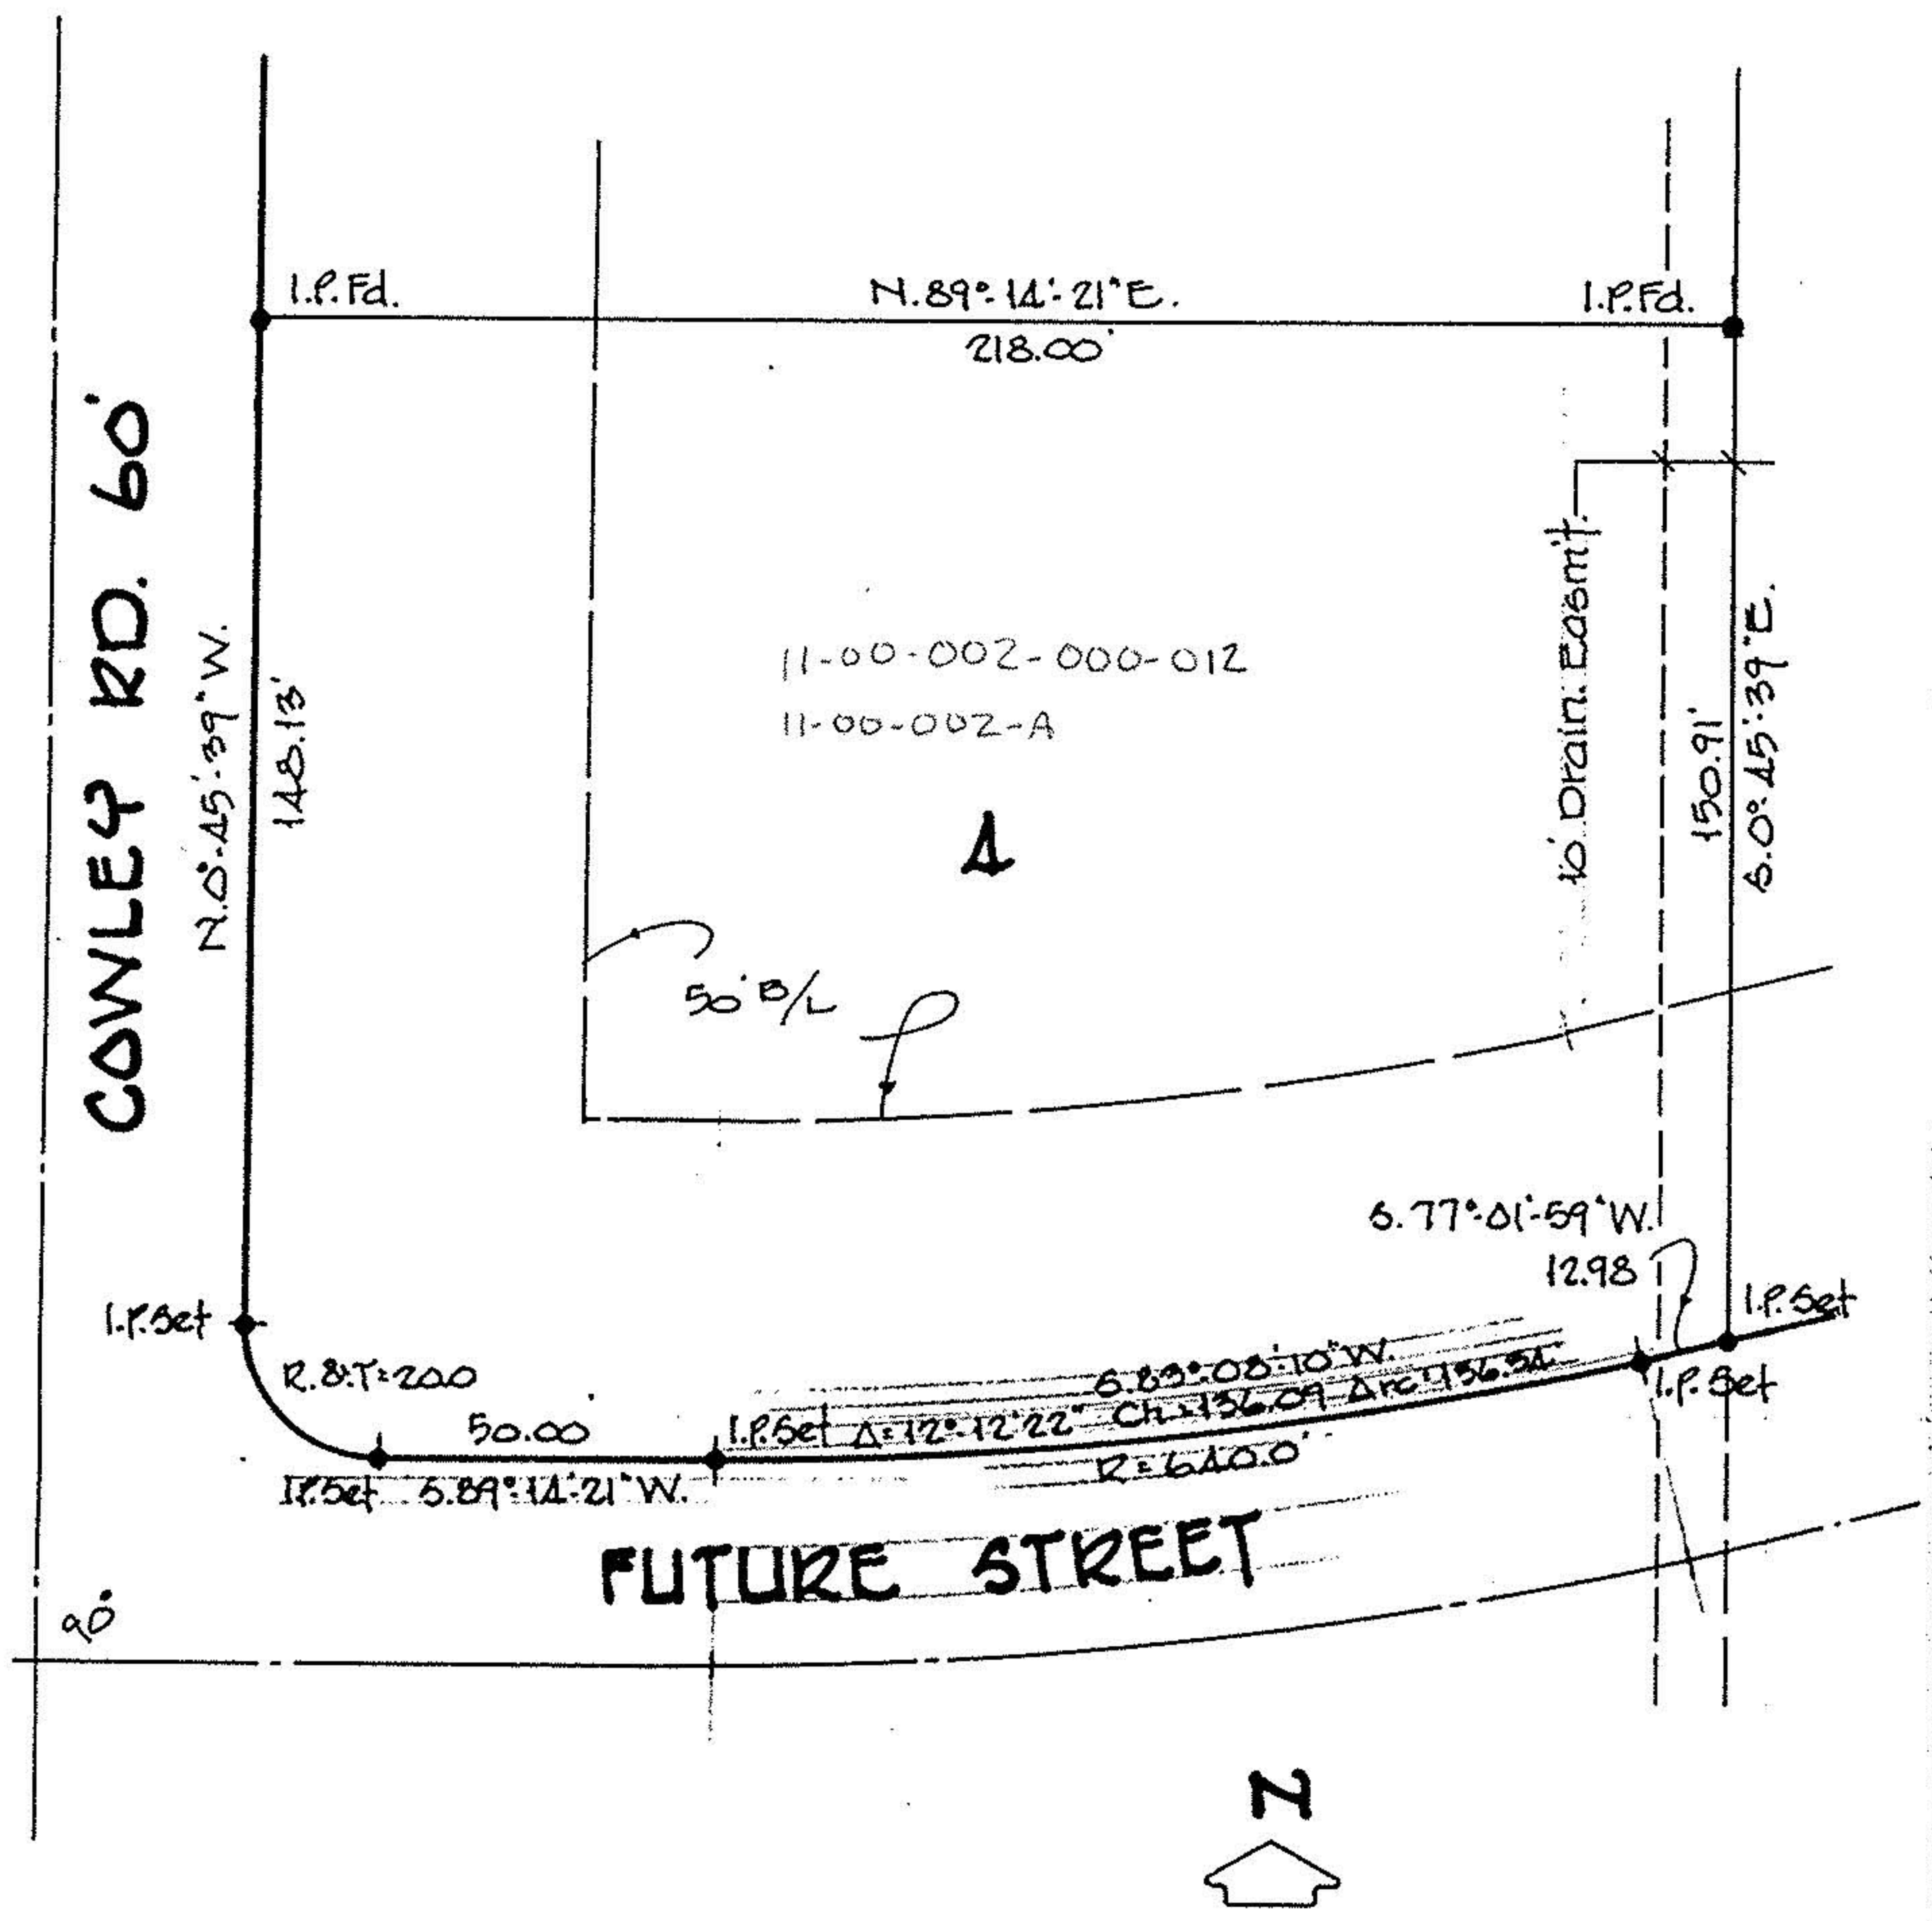 I.P.Fd.
N.89°-14'-21"E.
218.00'
I.P.Fd.
COWLEY RD. 60'
N.0°-45'-39"W.
148.13'
11-00-002-000-012
11-00-002-A
4
10' Drain. Easm't.
150.91'
S.0°-45'-39"E.
50' B/L
S.77°-01'-59"W.
12.98
I.P.Set
I.P.Set
R.&T=20.0
S.83°-08'-10"W.
I.P.Set
50.00'
I.P.Set Δ=12°-12'22" Ch.=136.09 Arc=136.34
R=640.0'
I.P.Set S.89°-14'-21"W.
FUTURE STREET
90°
N